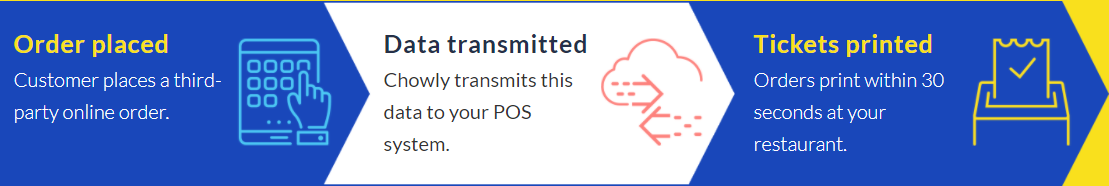 Order placed
Customer places a third-
party online order.
Data transmitted
Chowly transmits this
data to your POS
system.
Tickets printed
Orders print within 30
seconds at your
restaurant.